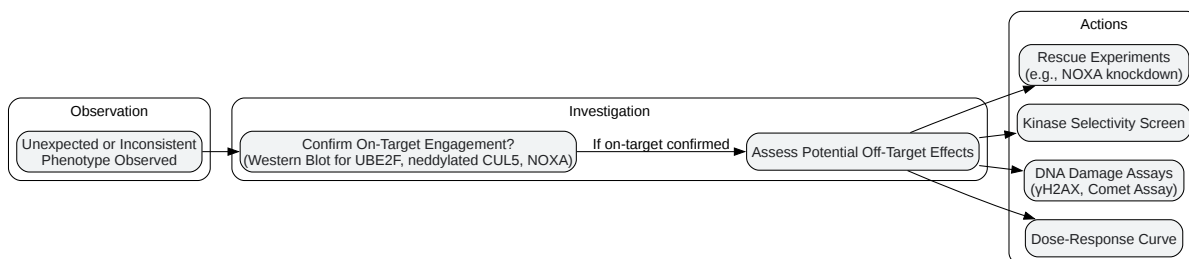 Observation
Unexpected or Inconsistent
Phenotype Observed
Investigation
Confirm On-Target Engagement?
(Western Blot for UBE2F, neddylated CUL5, NOXA)
If on-target confirmed
Assess Potential Off-Target Effects
Actions
Rescue Experiments
(e.g., NOXA knockdown)
Kinase Selectivity Screen
DNA Damage Assays
(γH2AX, Comet Assay)
Dose-Response Curve